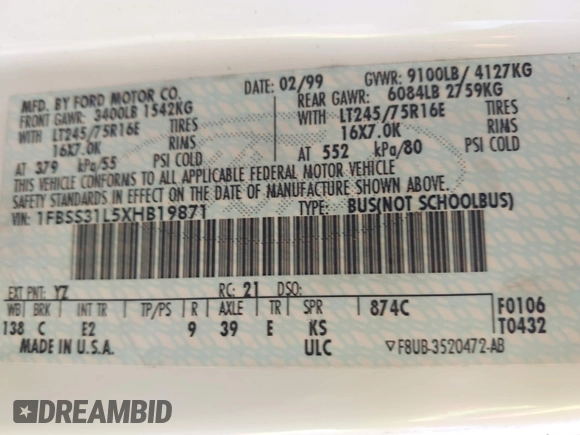 MFD. BY FORD MOTOR CO.
DATE: 02/99
GVWR: 9100LB/ 4127KG
FRONT GAWR: 3400LB 1542KG
REAR GAWR: 6084LB 2759KG
WITH LT245/75R16E TIRES
WITH LT245/75R16E TIRES
16X7.0K RIMS
16X7.0K RIMS
AT 379 kPa/55 PSI COLD
AT 552 kPa/80 PSI COLD
THIS VEHICLE CONFORMS TO ALL APPLICABLE FEDERAL MOTOR VEHICLE
SAFETY STANDARDS IN EFFECT ON THE DATE OF MANUFACTURE SHOWN ABOVE.
VIN: 1FBSS31L5XHB19871
TYPE: BUS(NOT SCHOOLBUS)
EXT PNT: YZ RC: 21 DSO:
WB BRK INT TR TP/PS R AXLE TR SPR 874C F0106
138 C E2 9 39 E KS T0432
MADE IN U.S.A. ULC ▽F8UB-3520472-AB
DREAMBID